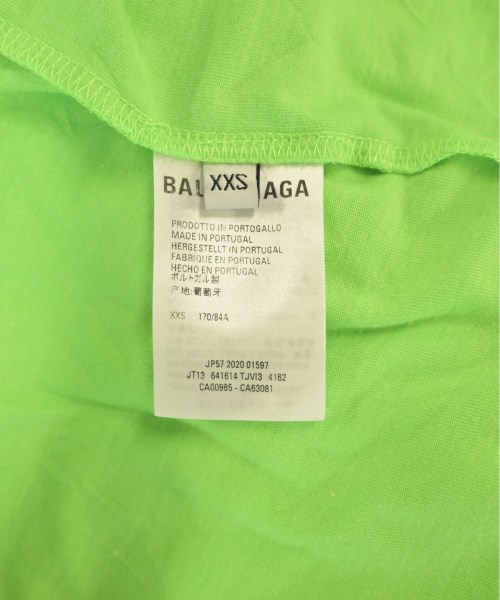 BAL XXS AGA
PRODOTTO IN PORTOGALLO
MADE IN PORTUGAL
HERGESTELLT IN PORTUGAL
FABRIQUE EN PORTUGAL
HECHO EN PORTUGAL
ポルトガル製
产地:葡萄牙
XXS 170/84A
JP57 2020 01597
JT13 641614 TJVI3 4162
CA00985 - CA63081